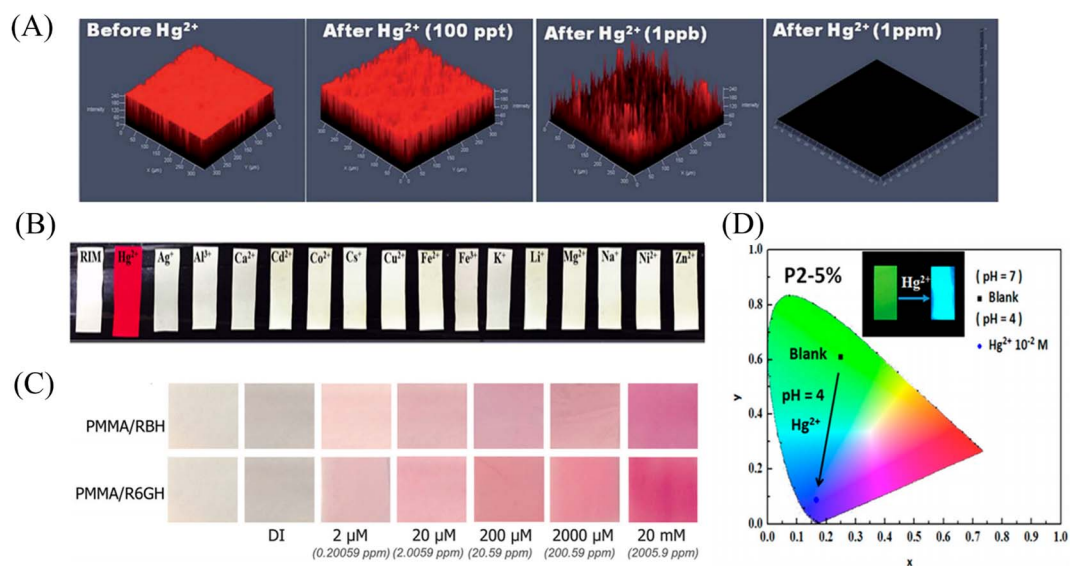 (A)
Before Hg²⁺
After Hg²⁺ (100 ppt)
After Hg²⁺ (1ppb)
After Hg²⁺ (1ppm)
(B)
RIM Hg²⁺ Ag⁺ Al³⁺ Ca²⁺ Cd²⁺ Co²⁺ Cs⁺ Cu²⁺ Fe²⁺ Fe³⁺ K⁺ Li⁺ Mg²⁺ Na⁺ Ni²⁺ Zn²⁺
(C)
PMMA/RBH
PMMA/R6GH
DI 2 µM 20 µM 200 µM 2000 µM 20 mM
(0.20059 ppm) (2.0059 ppm) (20.59 ppm) (200.59 ppm) (2005.9 ppm)
(D)
1.0
0.8
0.6
0.4
0.2
0.0
y
P2-5%
Hg²⁺
( pH = 7 )
Blank
( pH = 4 )
Hg²⁺ 10⁻² M
Blank
pH = 4
Hg²⁺
0.0 0.1 0.2 0.3 0.4 0.5 0.6 0.7 0.8 0.9 1.0
x